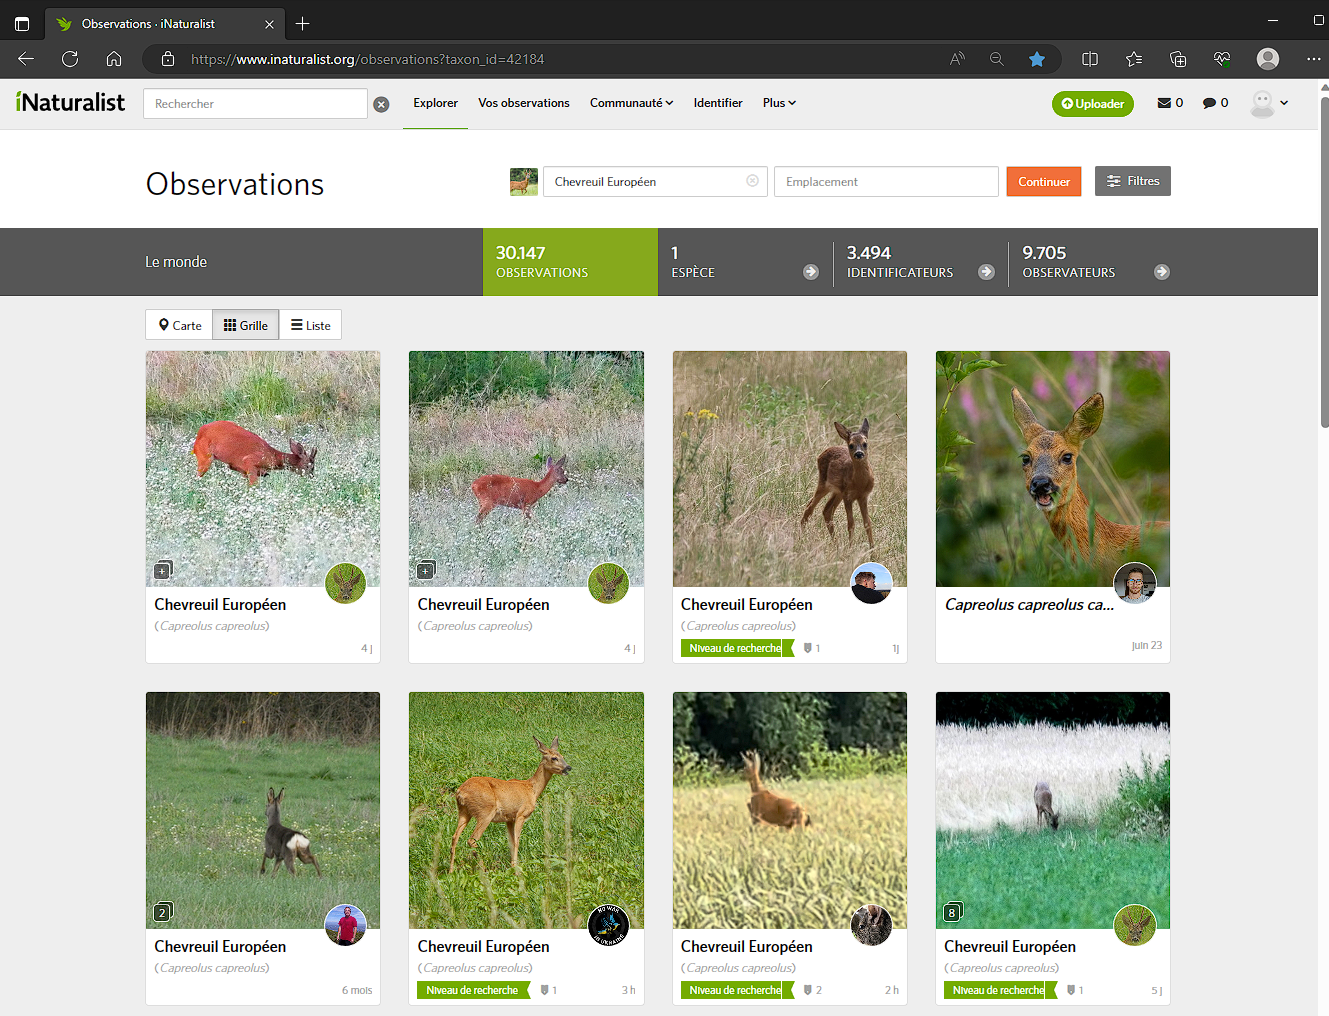 Observations · iNaturalist
https://www.inaturalist.org/observations?taxon_id=42184
iNaturalist
Rechercher
Explorer
Vos observations
Communauté
Identifier
Plus
Uploader
0
0
Observations
Chevreuil Européen
Emplacement
Continuer
Filtres
Le monde
30.147
OBSERVATIONS
1
ESPÈCE
3.494
IDENTIFICATEURS
9.705
OBSERVATEURS
Carte
Grille
Liste
Chevreuil Européen
(Capreolus capreolus)
4 j
Chevreuil Européen
(Capreolus capreolus)
4 j
Chevreuil Européen
(Capreolus capreolus)
Niveau de recherche
1
1j
Capreolus capreolus ca...
juin 23
2
Chevreuil Européen
(Capreolus capreolus)
6 mois
NO WAR
IN UKRAINE
Chevreuil Européen
(Capreolus capreolus)
Niveau de recherche
1
3 h
Chevreuil Européen
(Capreolus capreolus)
Niveau de recherche
2
2 h
8
Chevreuil Européen
(Capreolus capreolus)
Niveau de recherche
1
5 j